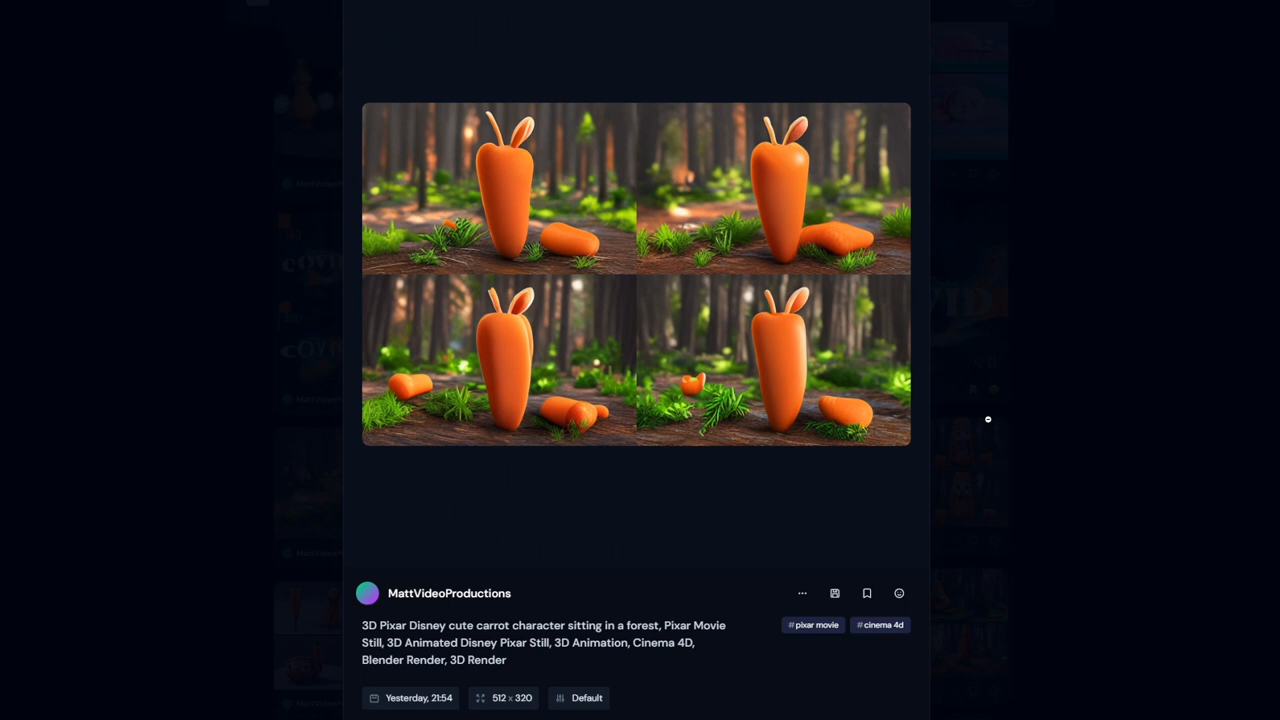 MattVideoProductions
3D Pixar Disney cute carrot character sitting in a forest, Pixar Movie
Still, 3D Animated Disney Pixar Still, 3D Animation, Cinema 4D,
Blender Render, 3D Render
#pixar movie #cinema 4d
Yesterday, 21:54 512 x 320 Default